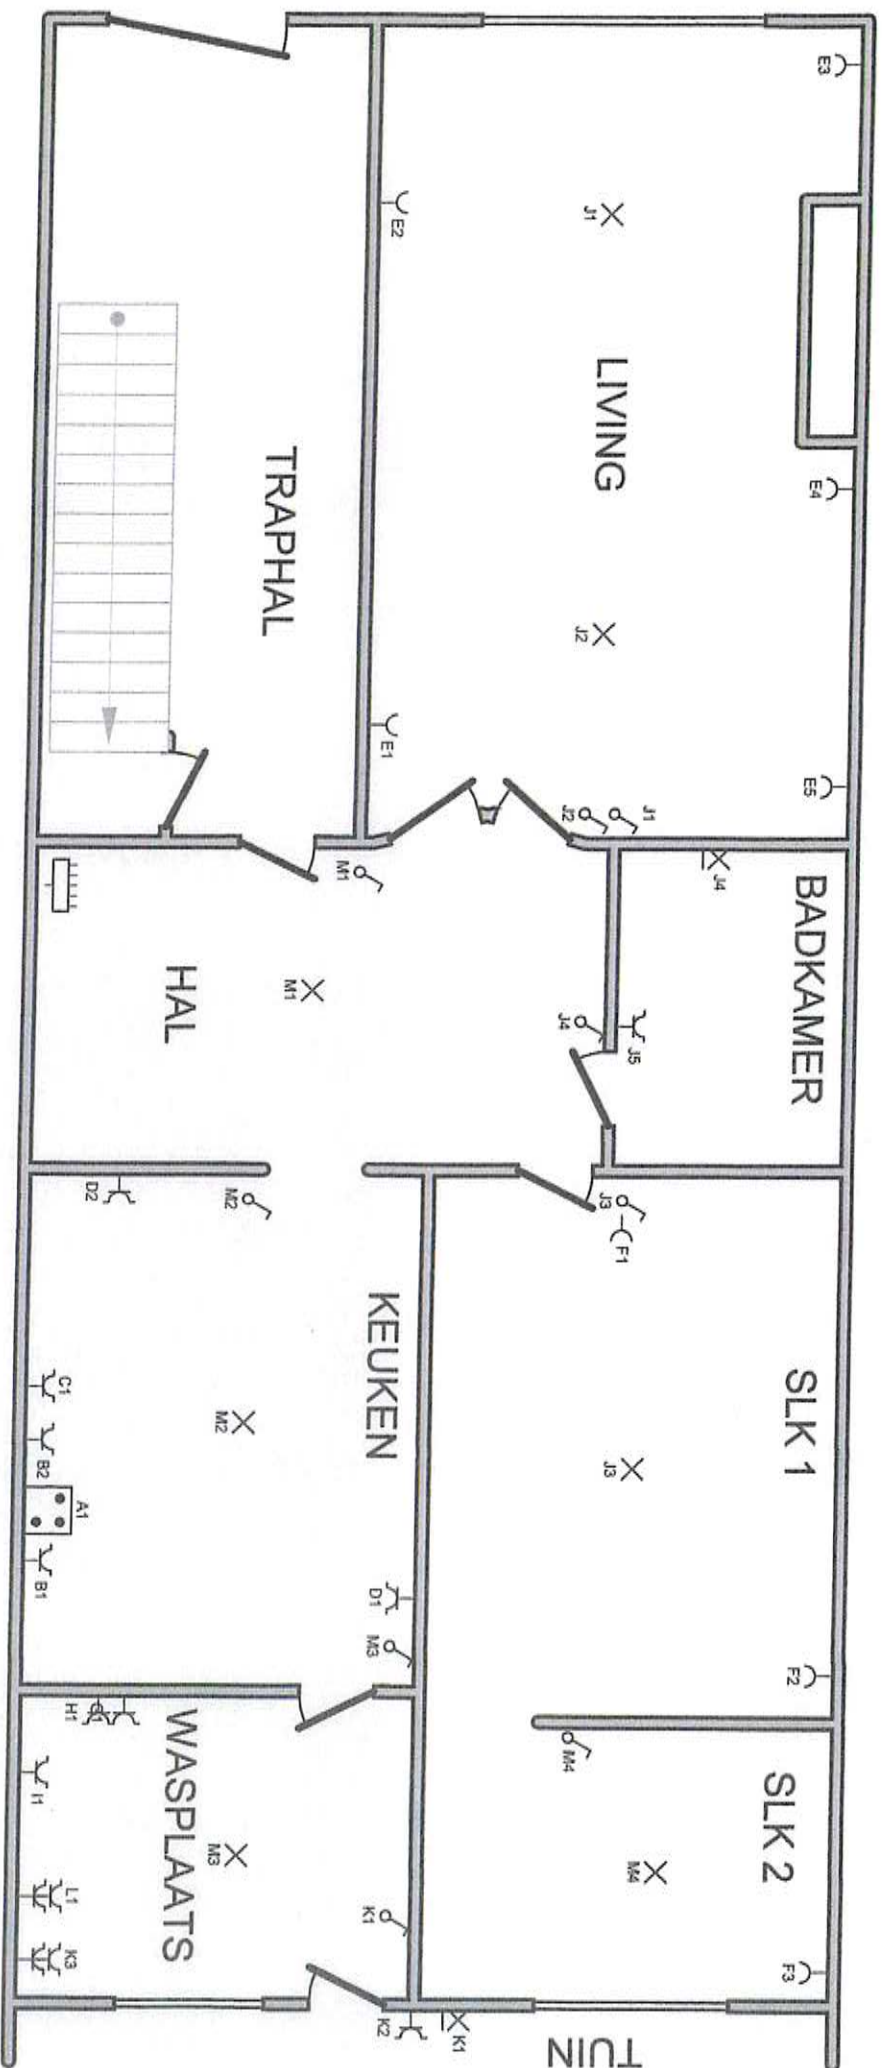 E3
J1
E2
LIVING
E4
TRAPHAL
J2
E1
E5
J2
J1
M1
J4
BADKAMER
HAL
M1
J4
J5
D2
M2
J3
F1
KEUKEN
SLK 1
C1
M2
B2
J3
A1
B1
D1
M3
F2
H1
M4
WASPLAATS
I1
SLK 2
M3
M4
L1
K1
K3
F3
K2
K1
TUIN